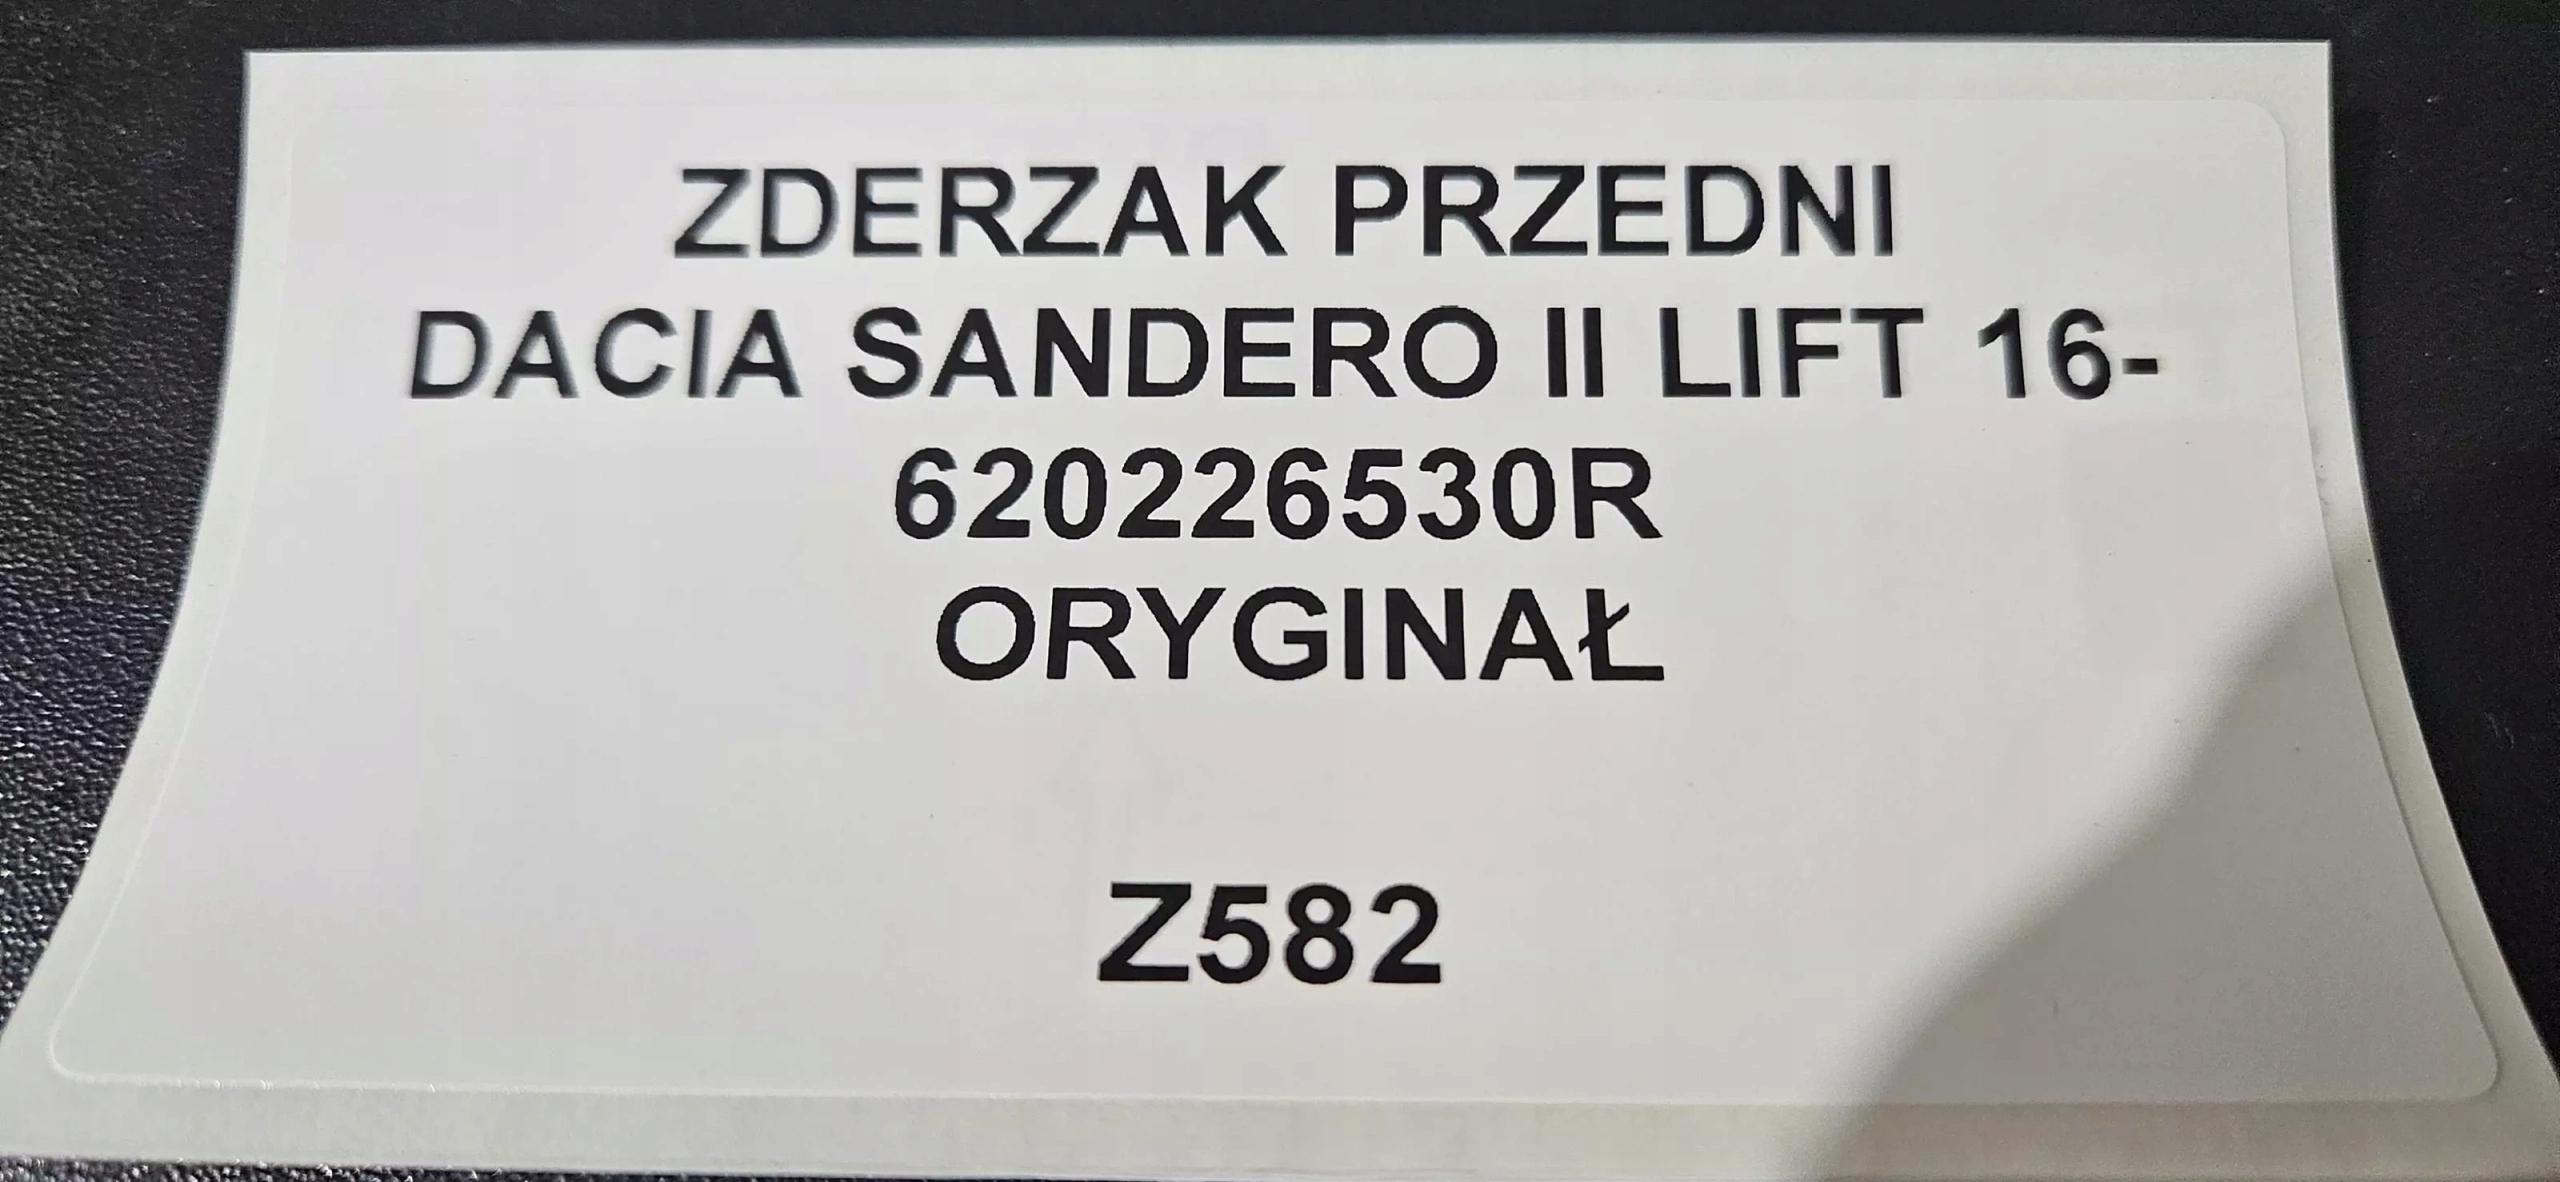 ZDERZAK PRZEDNI
DACIA SANDERO II LIFT 16-
620226530R
ORYGINAŁ
Z582